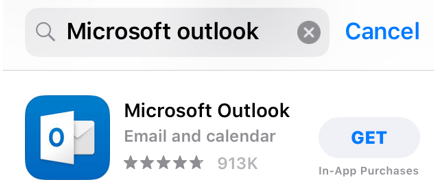 Microsoft outlook Cancel
Microsoft Outlook
Email and calendar
GET
913K
In-App Purchases